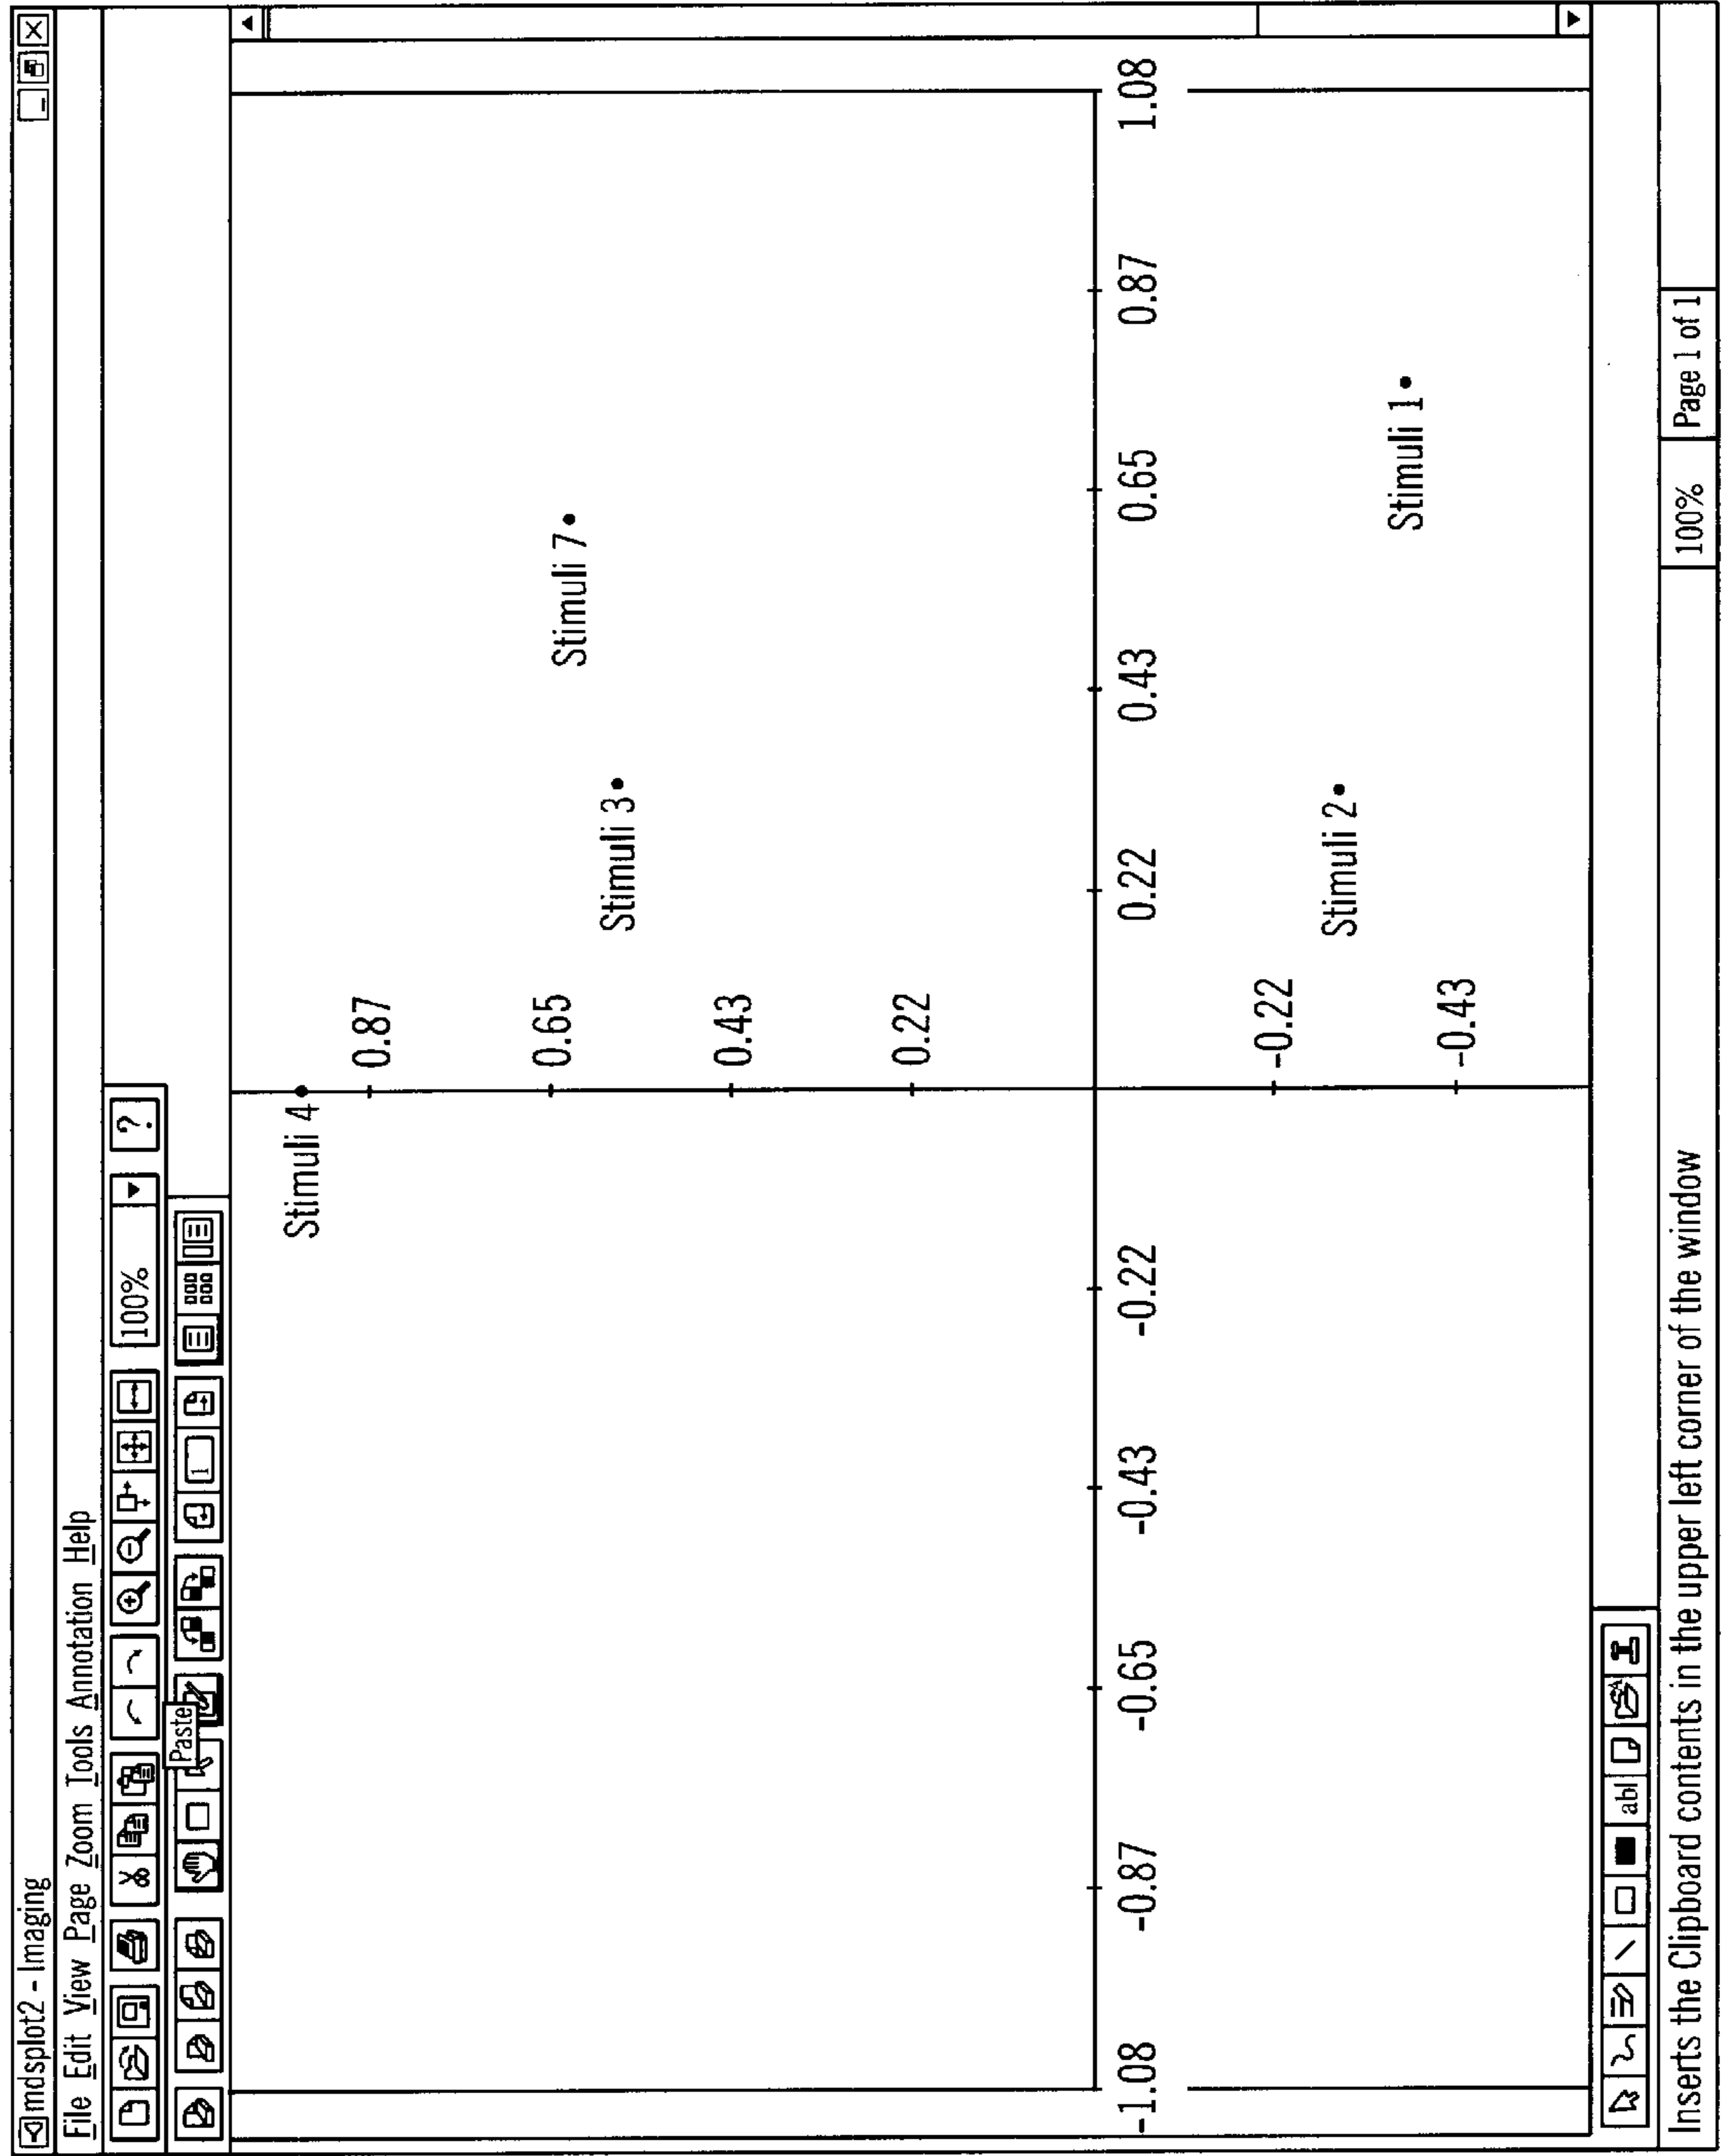 mdsplot2 - Imaging
File Edit View Page Zoom Tools Annotation Help
100% ?
Paste
1
Stimuli 4
0.87
0.65
Stimuli 7
Stimuli 3
0.43
0.22
-1.08 -0.87 -0.65 -0.43 -0.22 0.22 0.43 0.65 0.87 1.08
-0.22
Stimuli 2
Stimuli 1
-0.43
abl
Inserts the Clipboard contents in the upper left corner of the window 100% Page 1 of 1